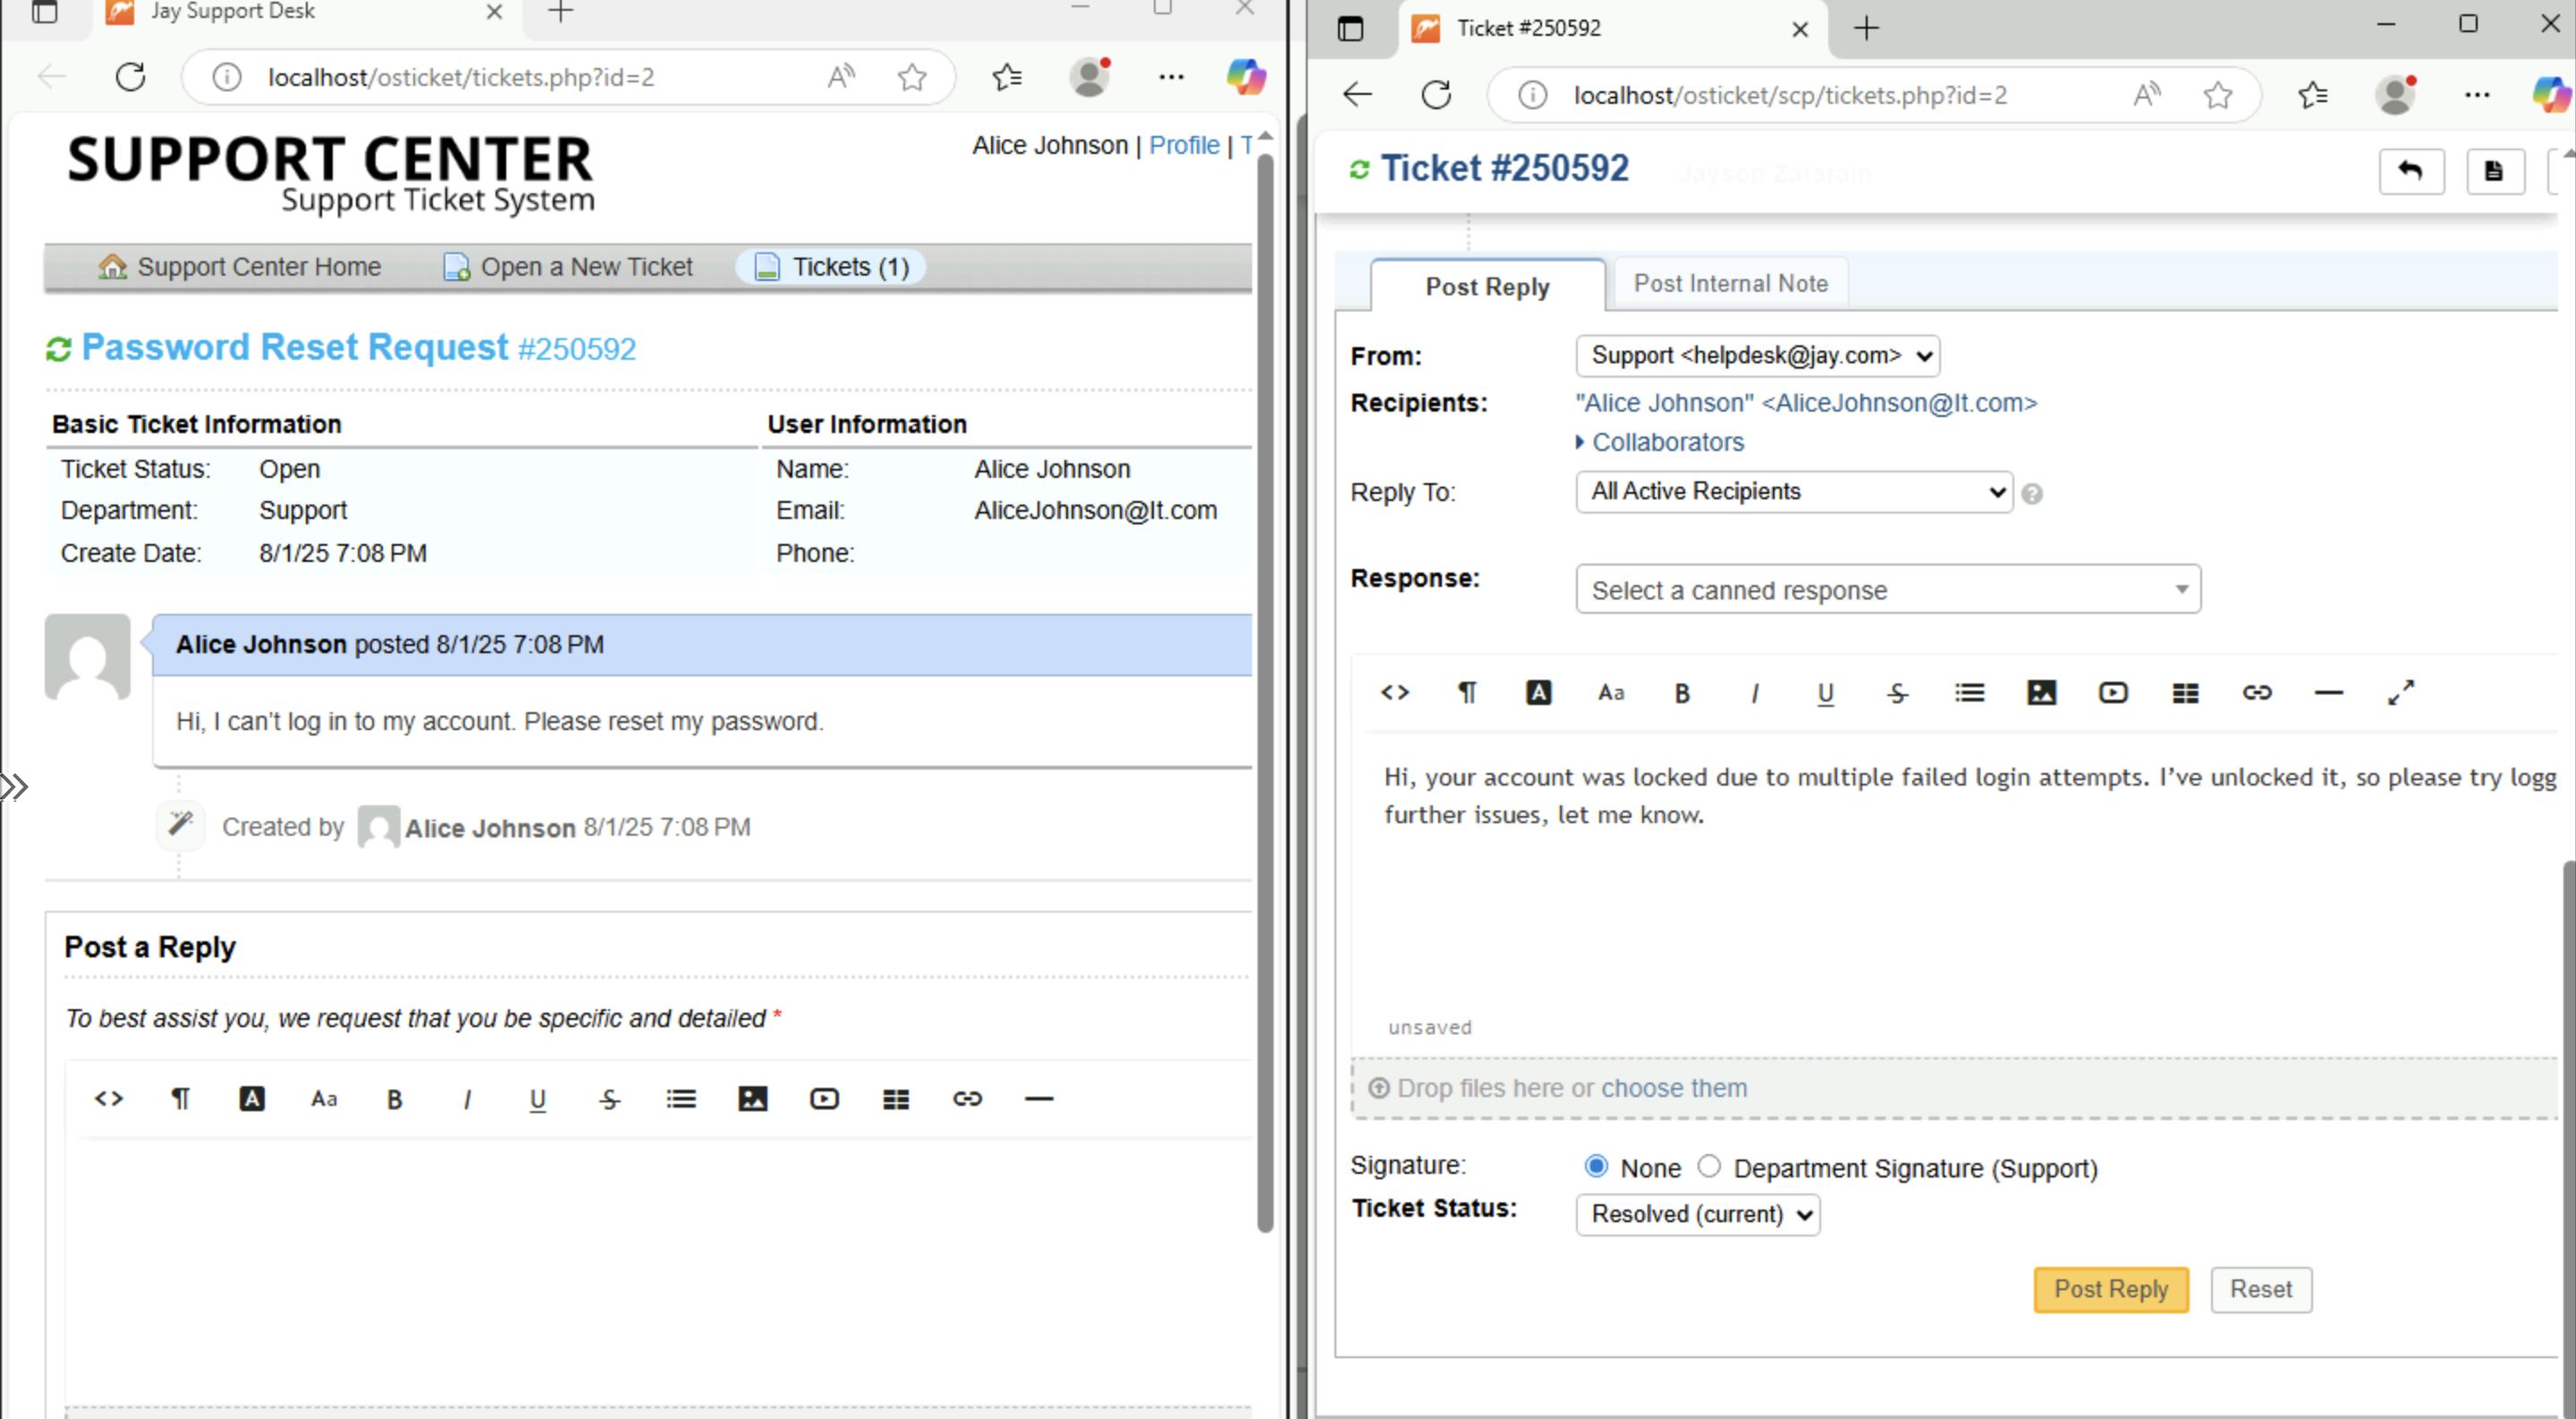 Jay Support Desk
localhost/osticket/tickets.php?id=2
SUPPORT CENTER
Support Ticket System
Alice Johnson | Profile | T
Support Center Home
Open a New Ticket
Tickets (1)
Password Reset Request #250592
Basic Ticket Information
User Information
Ticket Status: Open
Name: Alice Johnson
Department: Support
Email: AliceJohnson@lt.com
Create Date: 8/1/25 7:08 PM
Phone:
Alice Johnson posted 8/1/25 7:08 PM
Hi, I can’t log in to my account. Please reset my password.
Created by Alice Johnson 8/1/25 7:08 PM
Post a Reply
To best assist you, we request that you be specific and detailed *
<> ¶ A Aa B I U S
Ticket #250592
localhost/osticket/scp/tickets.php?id=2
Ticket #250592
Jayson Zatarain
Post Reply
Post Internal Note
From: Support <helpdesk@jay.com>
Recipients: "Alice Johnson" <AliceJohnson@lt.com>
Collaborators
Reply To: All Active Recipients
Response: Select a canned response
<> ¶ A Aa B I U S
Hi, your account was locked due to multiple failed login attempts. I’ve unlocked it, so please try logg
further issues, let me know.
unsaved
Drop files here or choose them
Signature: None Department Signature (Support)
Ticket Status: Resolved (current)
Post Reply
Reset